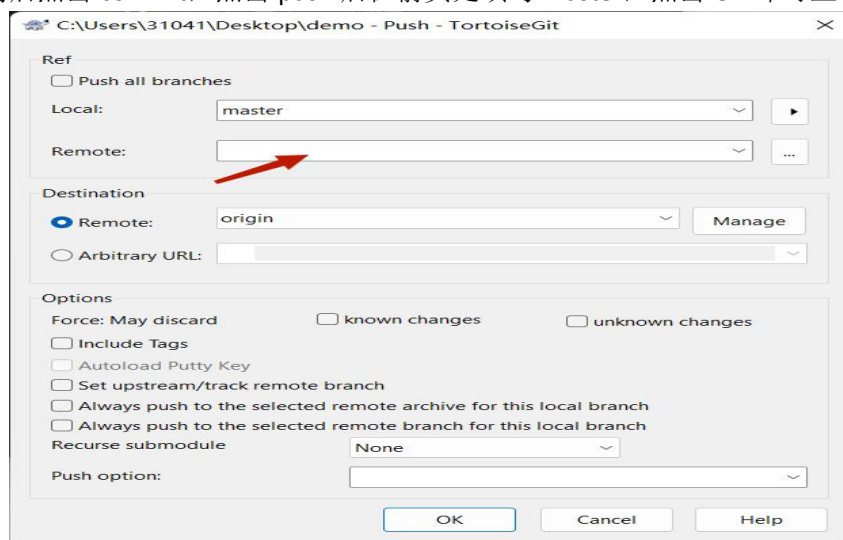 C:\Users\31041\Desktop\demo - Push - TortoiseGit
Ref
Push all branches
Local: master
Remote:
...
Destination
Remote: origin Manage
Arbitrary URL:
Options
Force: May discard known changes unknown changes
Include Tags
Autoload Putty Key
Set upstream/track remote branch
Always push to the selected remote archive for this local branch
Always push to the selected remote branch for this local branch
Recurse submodule None
Push option:
OK Cancel Help